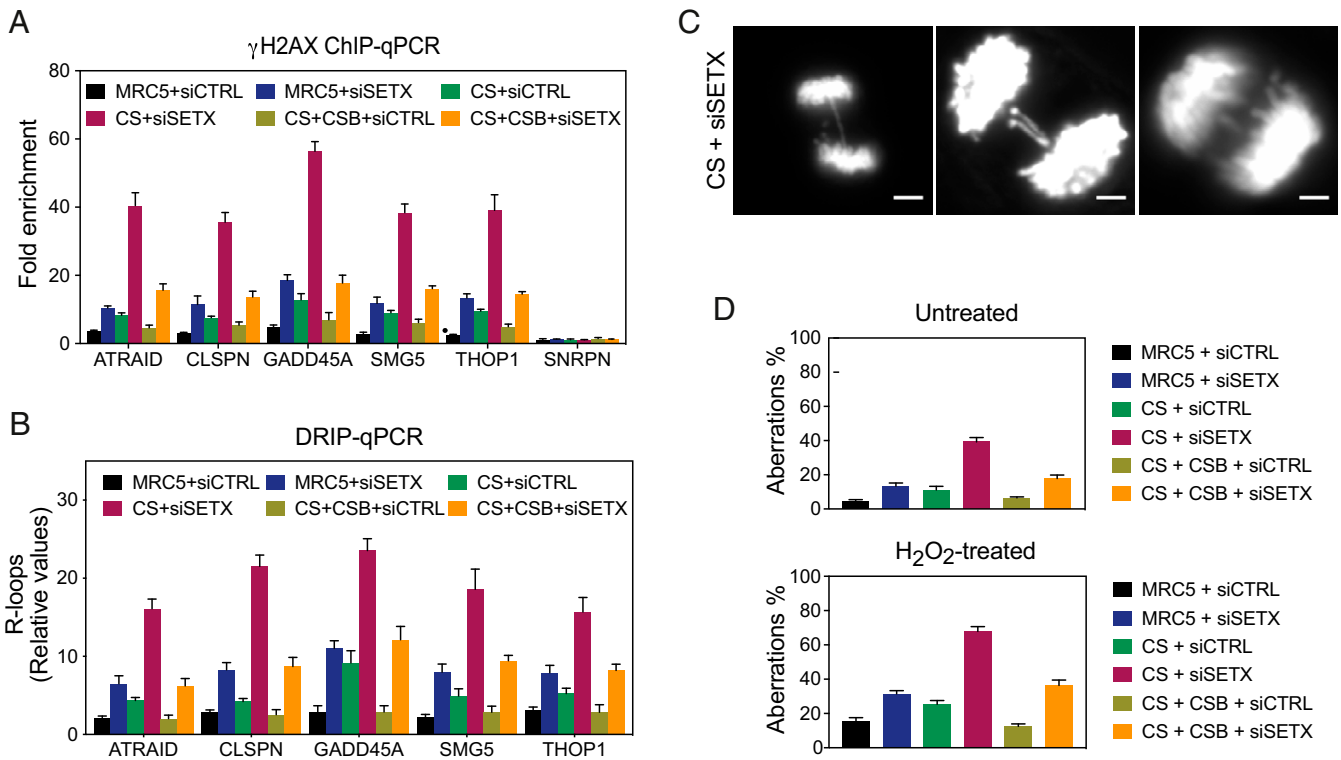 A
γH2AX ChIP-qPCR
80
60
40
20
0
Fold enrichment
MRC5+siCTRL MRC5+siSETX CS+siCTRL
CS+siSETX CS+CSB+siCTRL CS+CSB+siSETX
ATRAID CLSPN GADD45A SMG5 THOP1 SNRPN
B
DRIP-qPCR
30
20
10
0
R-loops
(Relative values)
MRC5+siCTRL MRC5+siSETX CS+siCTRL
CS+siSETX CS+CSB+siCTRL CS+CSB+siSETX
ATRAID CLSPN GADD45A SMG5 THOP1
C
CS + siSETX
D
Untreated
100
80
60
40
20
0
Aberrations %
MRC5 + siCTRL
MRC5 + siSETX
CS + siCTRL
CS + siSETX
CS + CSB + siCTRL
CS + CSB + siSETX
H₂O₂-treated
100
80
60
40
20
0
Aberrations %
MRC5 + siCTRL
MRC5 + siSETX
CS + siCTRL
CS + siSETX
CS + CSB + siCTRL
CS + CSB + siSETX